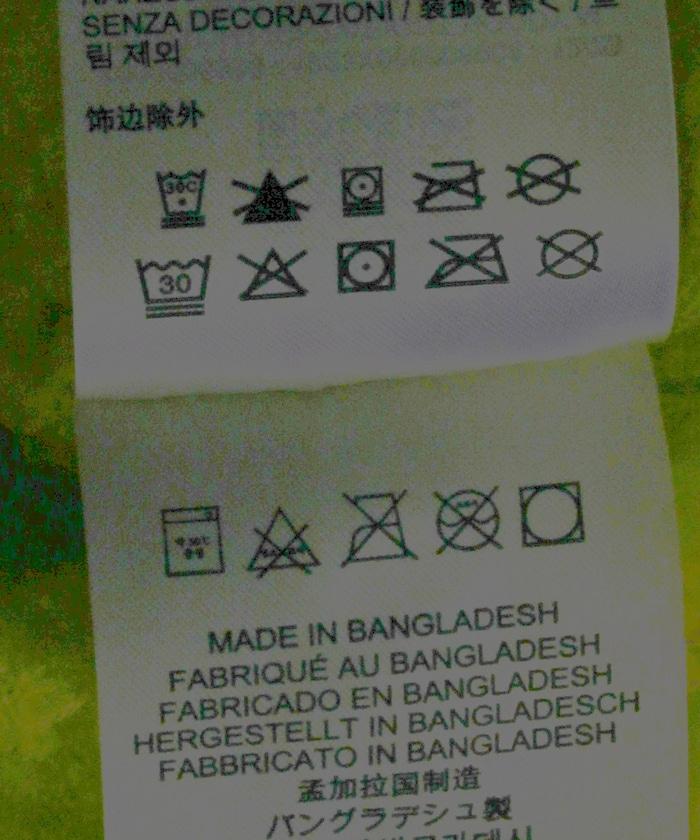 SENZA DECORAZIONI / 装飾を除く /
림 제외
饰边除外
30C
30
MADE IN BANGLADESH
FABRIQUÉ AU BANGLADESH
FABRICADO EN BANGLADESH
HERGESTELLT IN BANGLADESCH
FABBRICATO IN BANGLADESH
孟加拉国制造
バングラデシュ製